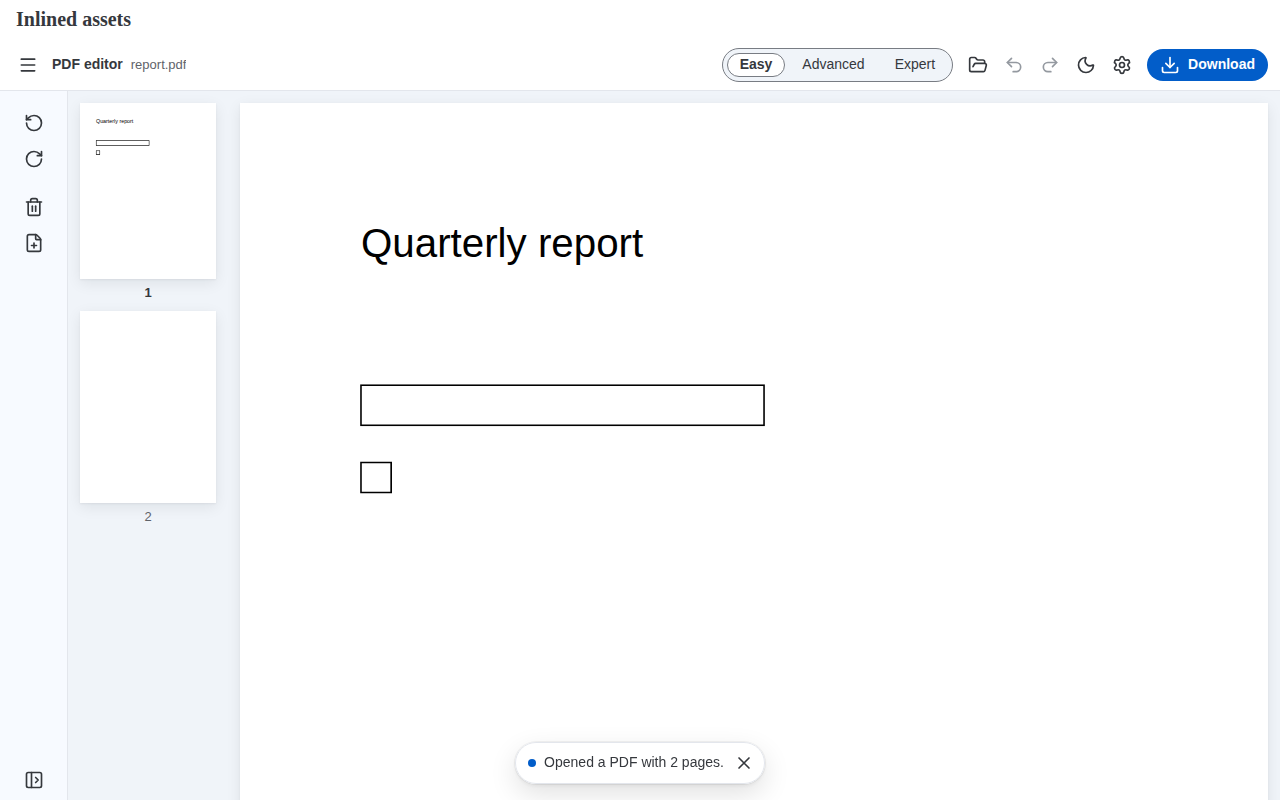 Inlined assets
PDF editor report.pdf Easy Advanced Expert Download
Quarterly report
1
2
Quarterly report
Opened a PDF with 2 pages.